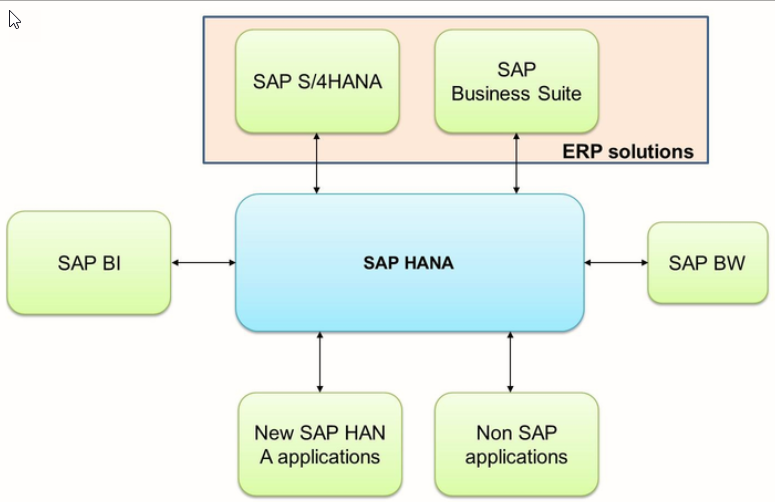 SAP S/4HANA
SAP
Business Suite
ERP solutions
SAP BI
SAP HANA
SAP BW
New SAP HAN
A applications
Non SAP
applications